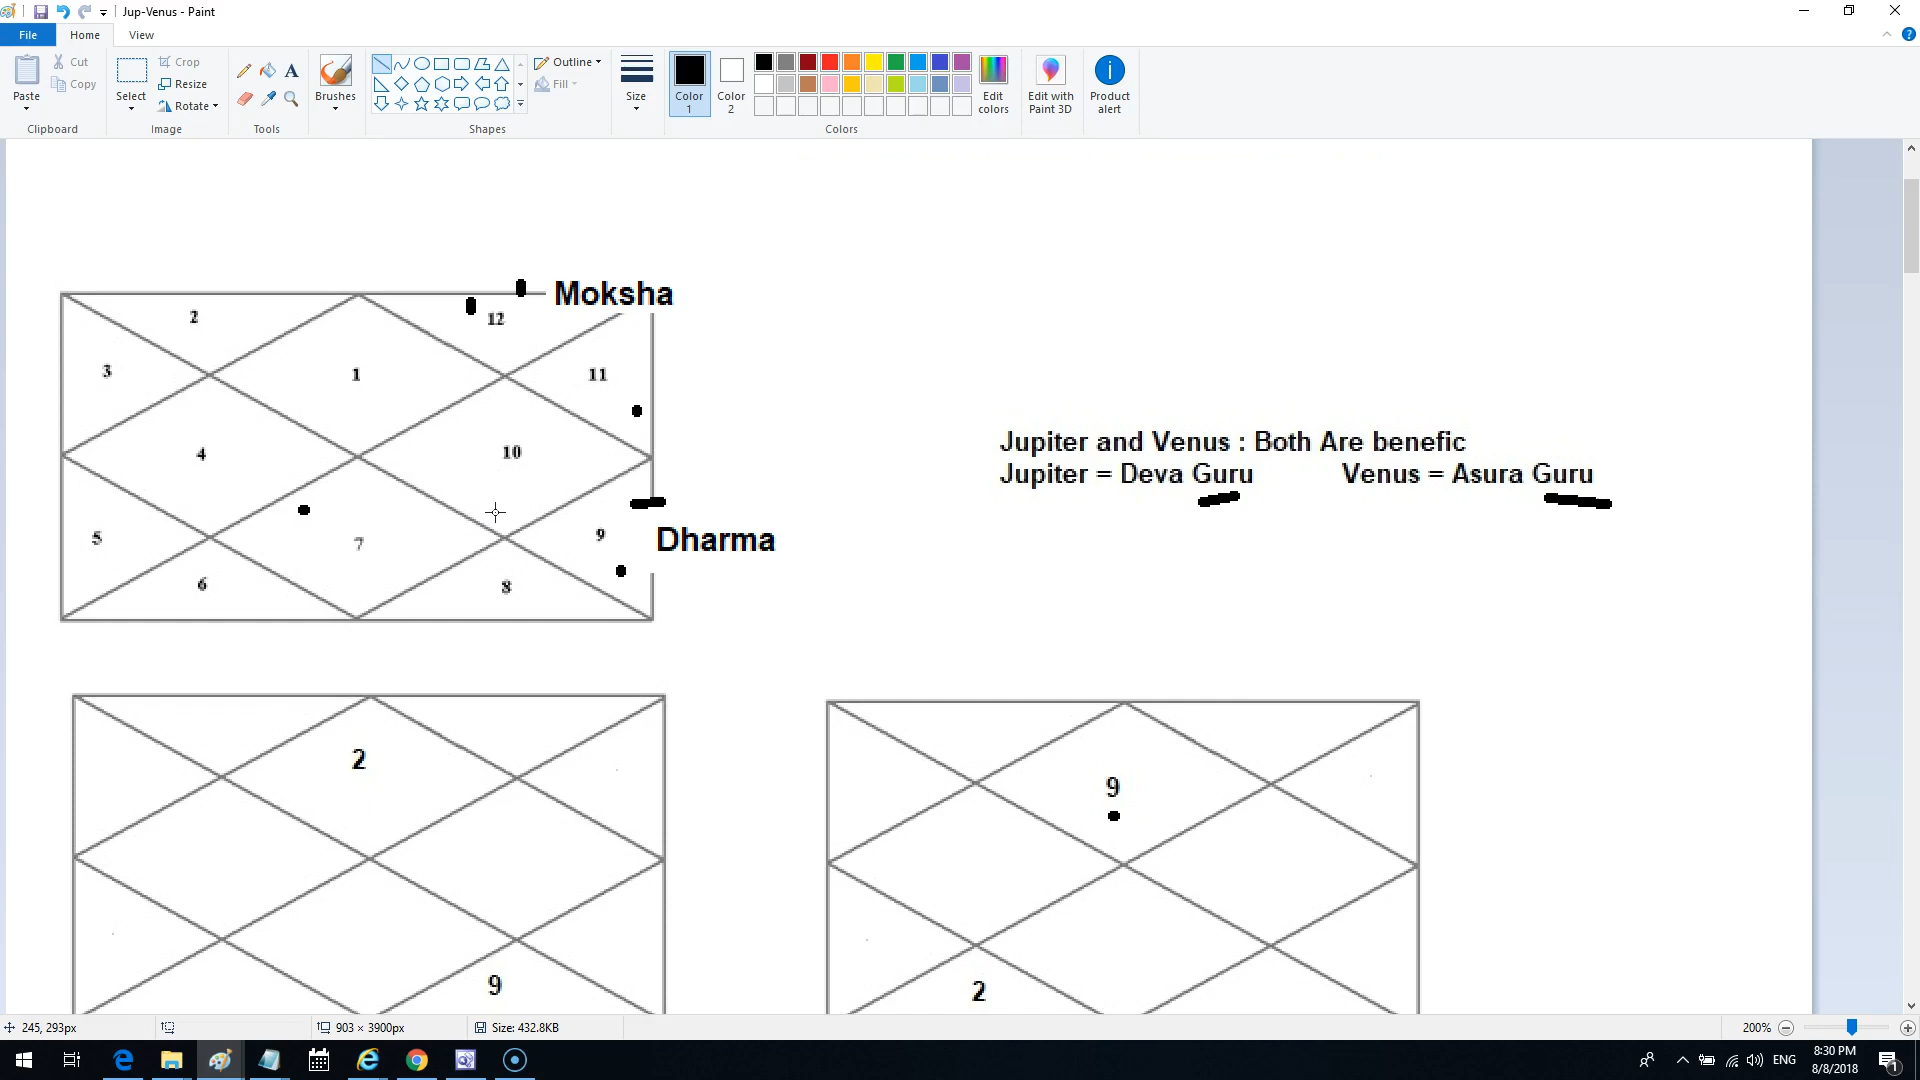 Jup-Venus - Paint
File Home View
Paste
Cut
Copy
Clipboard
Select
Crop
Resize
Rotate
Image
Tools
Brushes
Shapes
Outline
Fill
Size
Color 1
Color 2
Edit colors
Colors
Edit with Paint 3D
Product alert
Moksha
2
12
3
1
11
4
10
5
7
9
Dharma
6
8
Jupiter and Venus : Both Are benefic
Jupiter = Deva Guru Venus = Asura Guru
2
9
9
2
245, 293px
903 × 3900px
Size: 432.8KB
200%
ENG
8:30 PM
8/8/2018
1